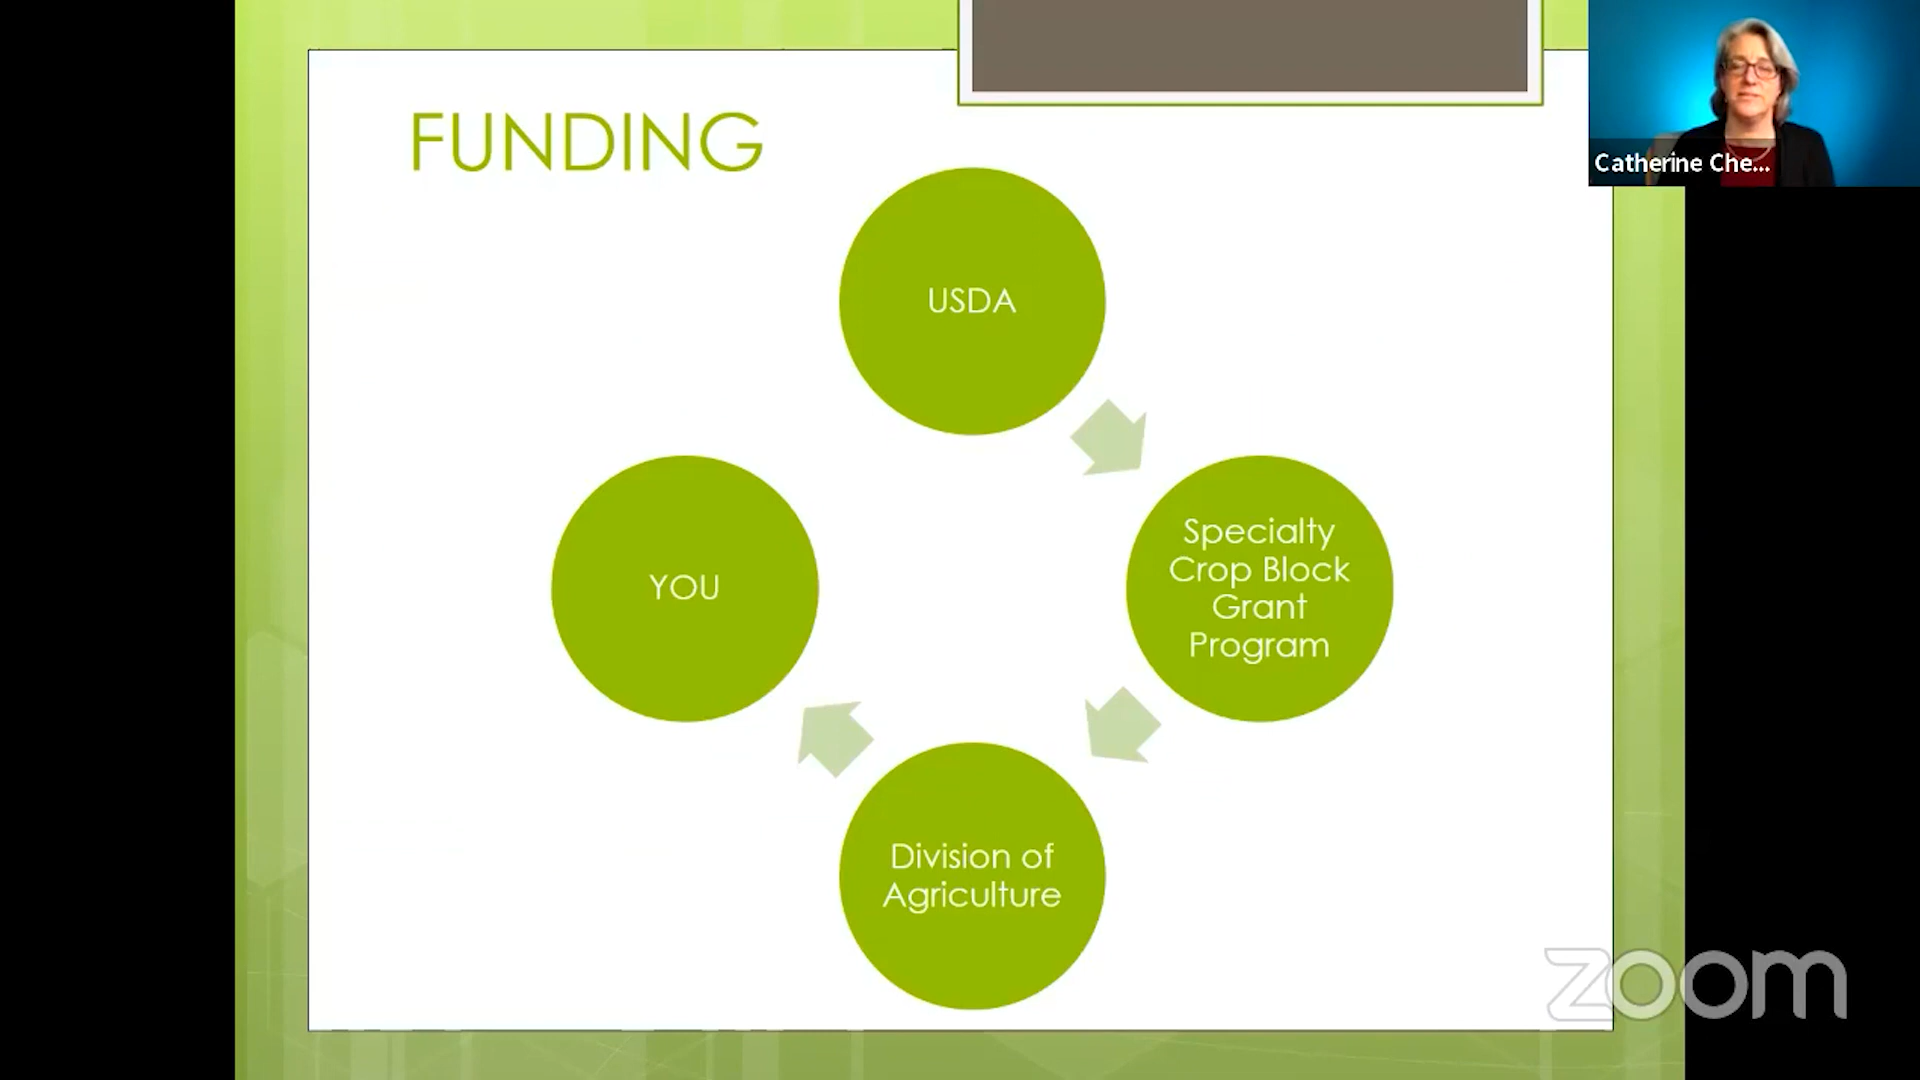 FUNDING
Catherine Che...
USDA
YOU
Specialty
Crop Block
Grant
Program
Division of
Agriculture
zoom